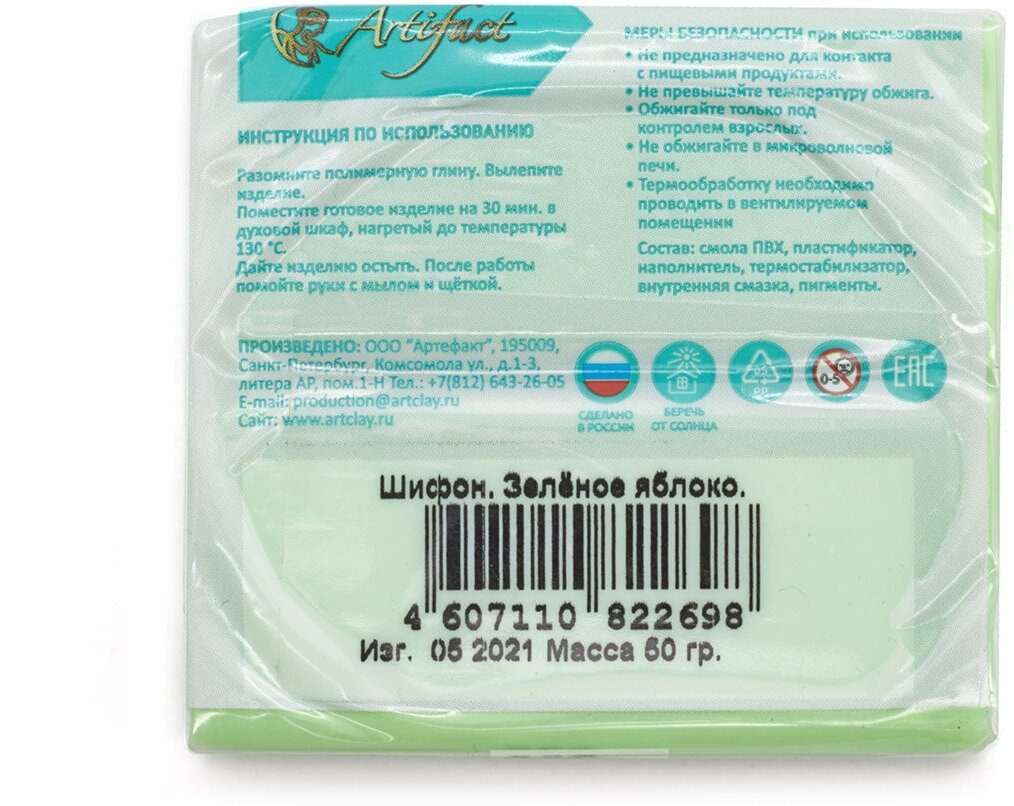 Artifact
ИНСТРУКЦИЯ ПО ИСПОЛЬЗОВАНИЮ
Разомните полимерную глину. Вылепите
изделие.
Поместите готовое изделие на 30 мин. в
духовой шкаф, нагретый до температуры
130 °С.
Дайте изделию остыть. После работы
помойте руки с мылом и щёткой.
МЕРЫ БЕЗОПАСНОСТИ при использовании
• Не предназначено для контакта
с пищевыми продуктами.
• Не превышайте температуру обжига.
• Обжигайте только под
контролем взрослых.
• Не обжигайте в микроволновой
печи.
• Термообработку необходимо
проводить в вентилируемом
помещении
Состав: смола ПВХ, пластификатор,
наполнитель, термостабилизатор,
внутренняя смазка, пигменты.
ПРОИЗВЕДЕНО: ООО "Артефакт", 195009,
Санкт-Петербург, Комсомола ул., д.1-3,
литера АР, пом.1-Н Тел.: +7(812) 643-26-05
E-mail: production@artclay.ru
Сайт: www.artclay.ru
СДЕЛАНО
В РОССИИ
БЕРЕЧЬ
ОТ СОЛНЦА
05
PP
0-3
EAC
Шифон. Зелёное яблоко.
4 607110 822698
Изг. 05 2021 Масса 50 гр.